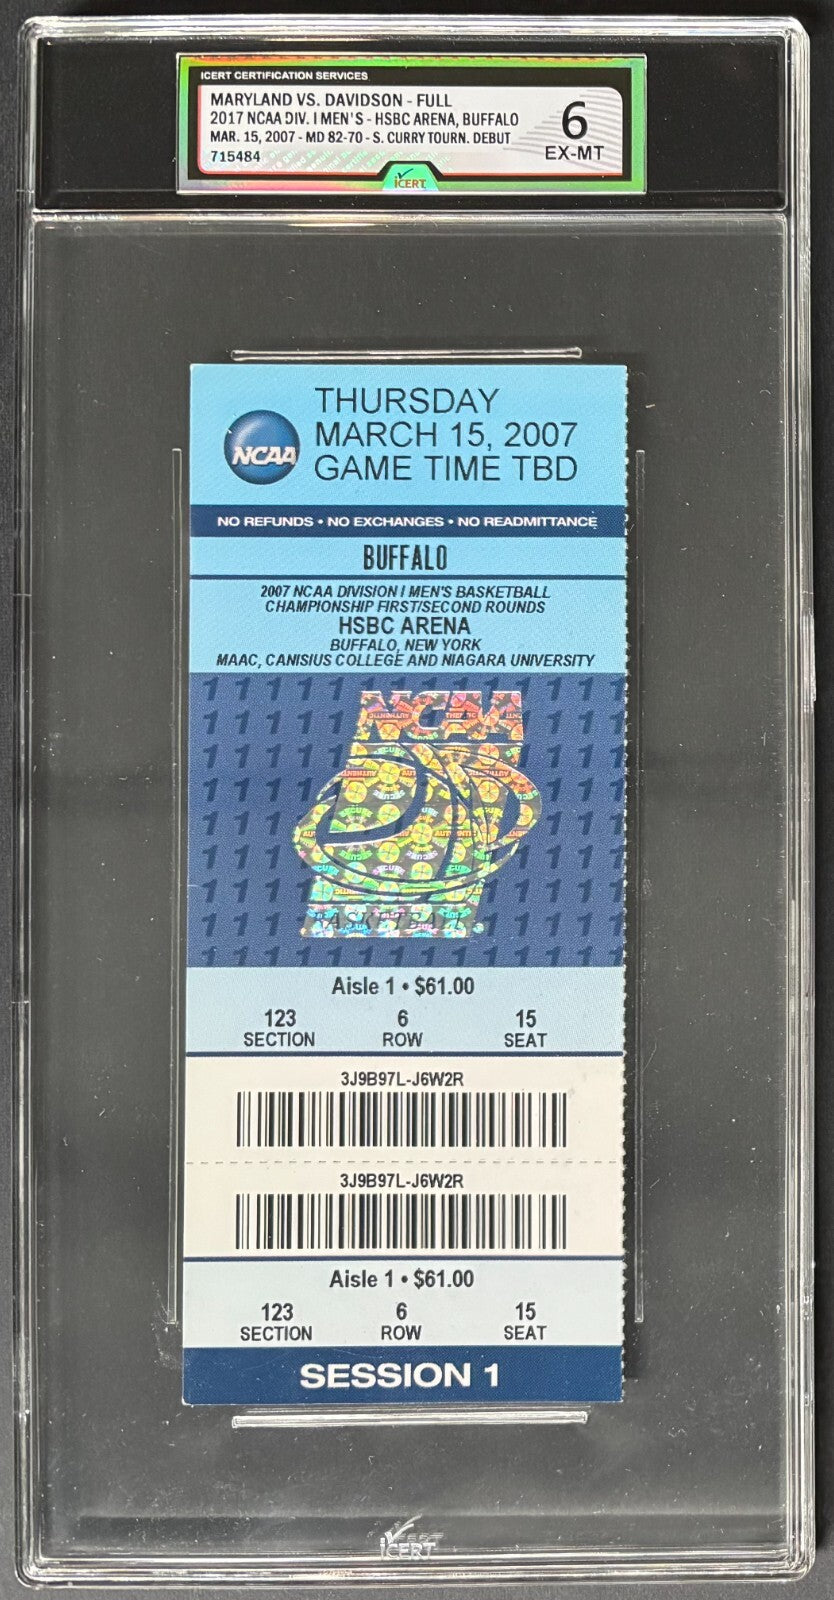 ICERT CERTIFICATION SERVICES
MARYLAND VS. DAVIDSON - FULL
2017 NCAA DIV. I MEN'S - HSBC ARENA, BUFFALO
MAR. 15, 2007 - MD 82-70 - S. CURRY TOURN. DEBUT
715484
6
EX-MT
iCERT
NCAA
THURSDAY
MARCH 15, 2007
GAME TIME TBD
NO REFUNDS • NO EXCHANGES • NO READMITTANCE
BUFFALO
2007 NCAA DIVISION I MEN'S BASKETBALL
CHAMPIONSHIP FIRST/SECOND ROUNDS
HSBC ARENA
BUFFALO, NEW YORK
MAAC, CANISIUS COLLEGE AND NIAGARA UNIVERSITY
NCAA
BASKETBALL
Aisle 1 • $61.00
123 6 15
SECTION ROW SEAT
3J9B97L-J6W2R
3J9B97L-J6W2R
Aisle 1 • $61.00
123 6 15
SECTION ROW SEAT
SESSION 1
iCERT